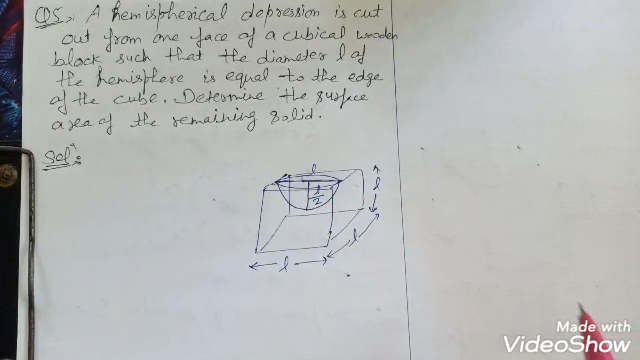 Q5. A hemispherical depression is cut
out from one face of a cubical wooden
block such that the diameter l of
the hemisphere is equal to the edge
of the cube. Determine the surface
area of the remaining solid.
Solⁿ:
l
l/2
l
l
l
Made with
VideoShow